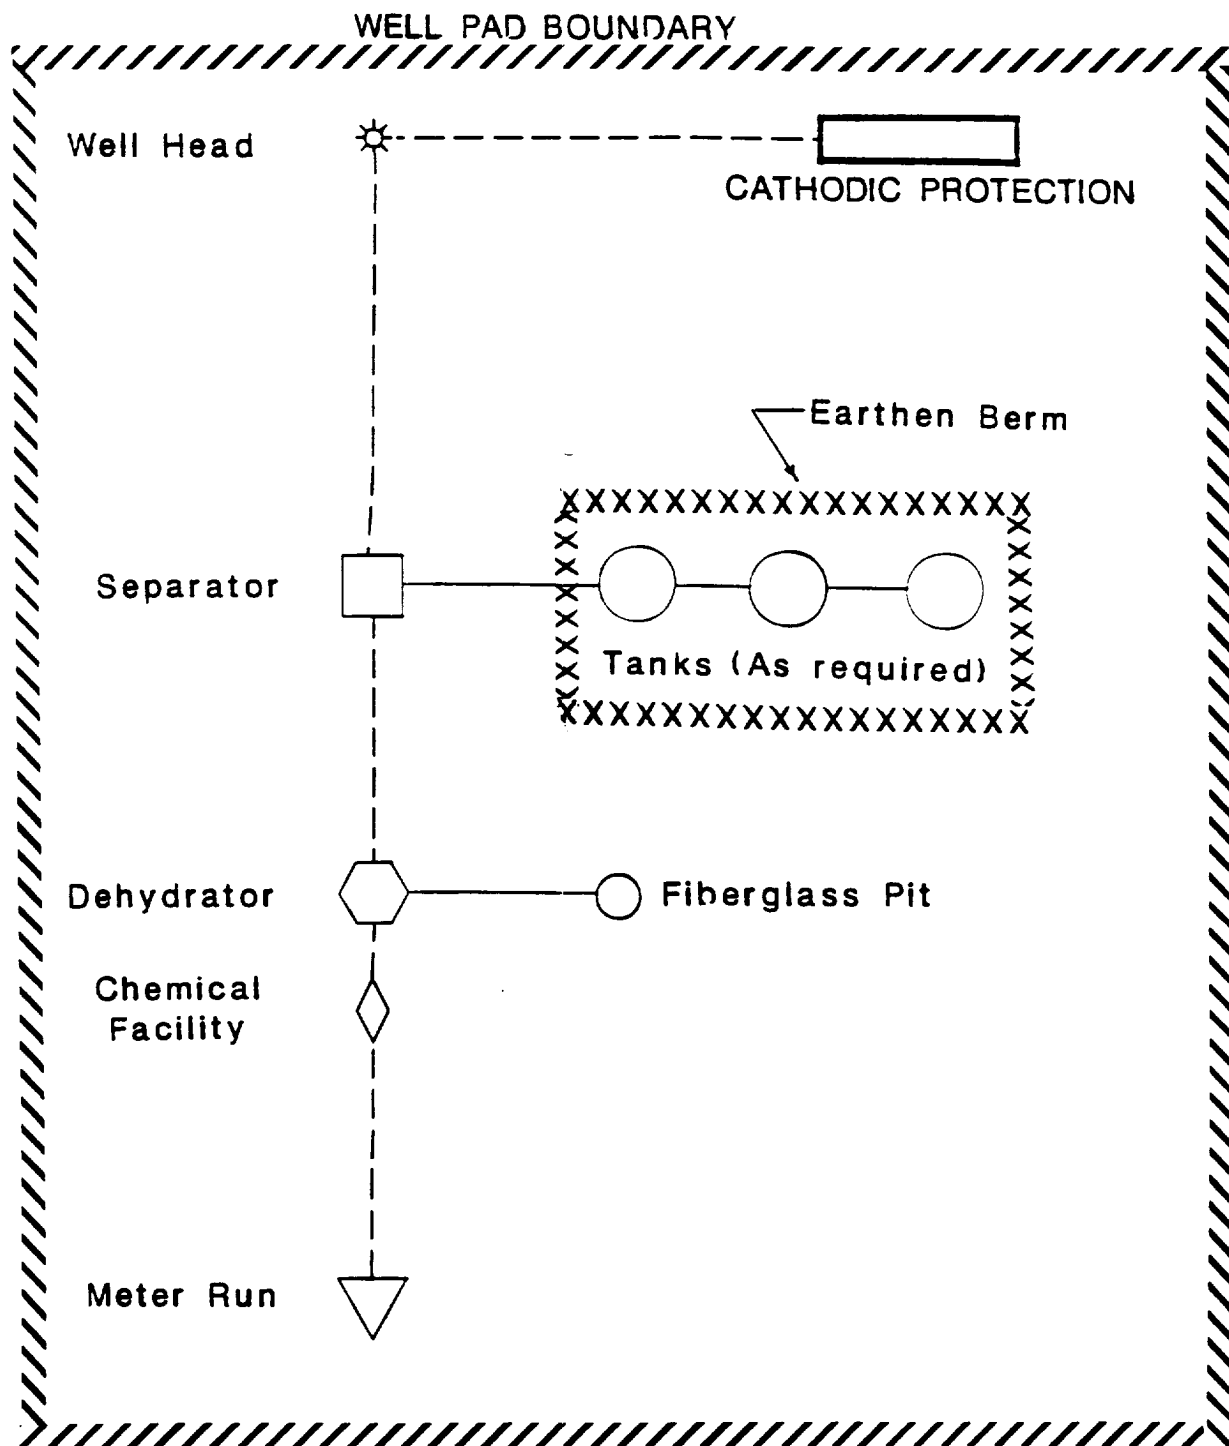 WELL PAD BOUNDARY
Well Head
CATHODIC PROTECTION
Earthen Berm
Separator
Tanks (As required)
Dehydrator
Fiberglass Pit
Chemical
Facility
Meter Run